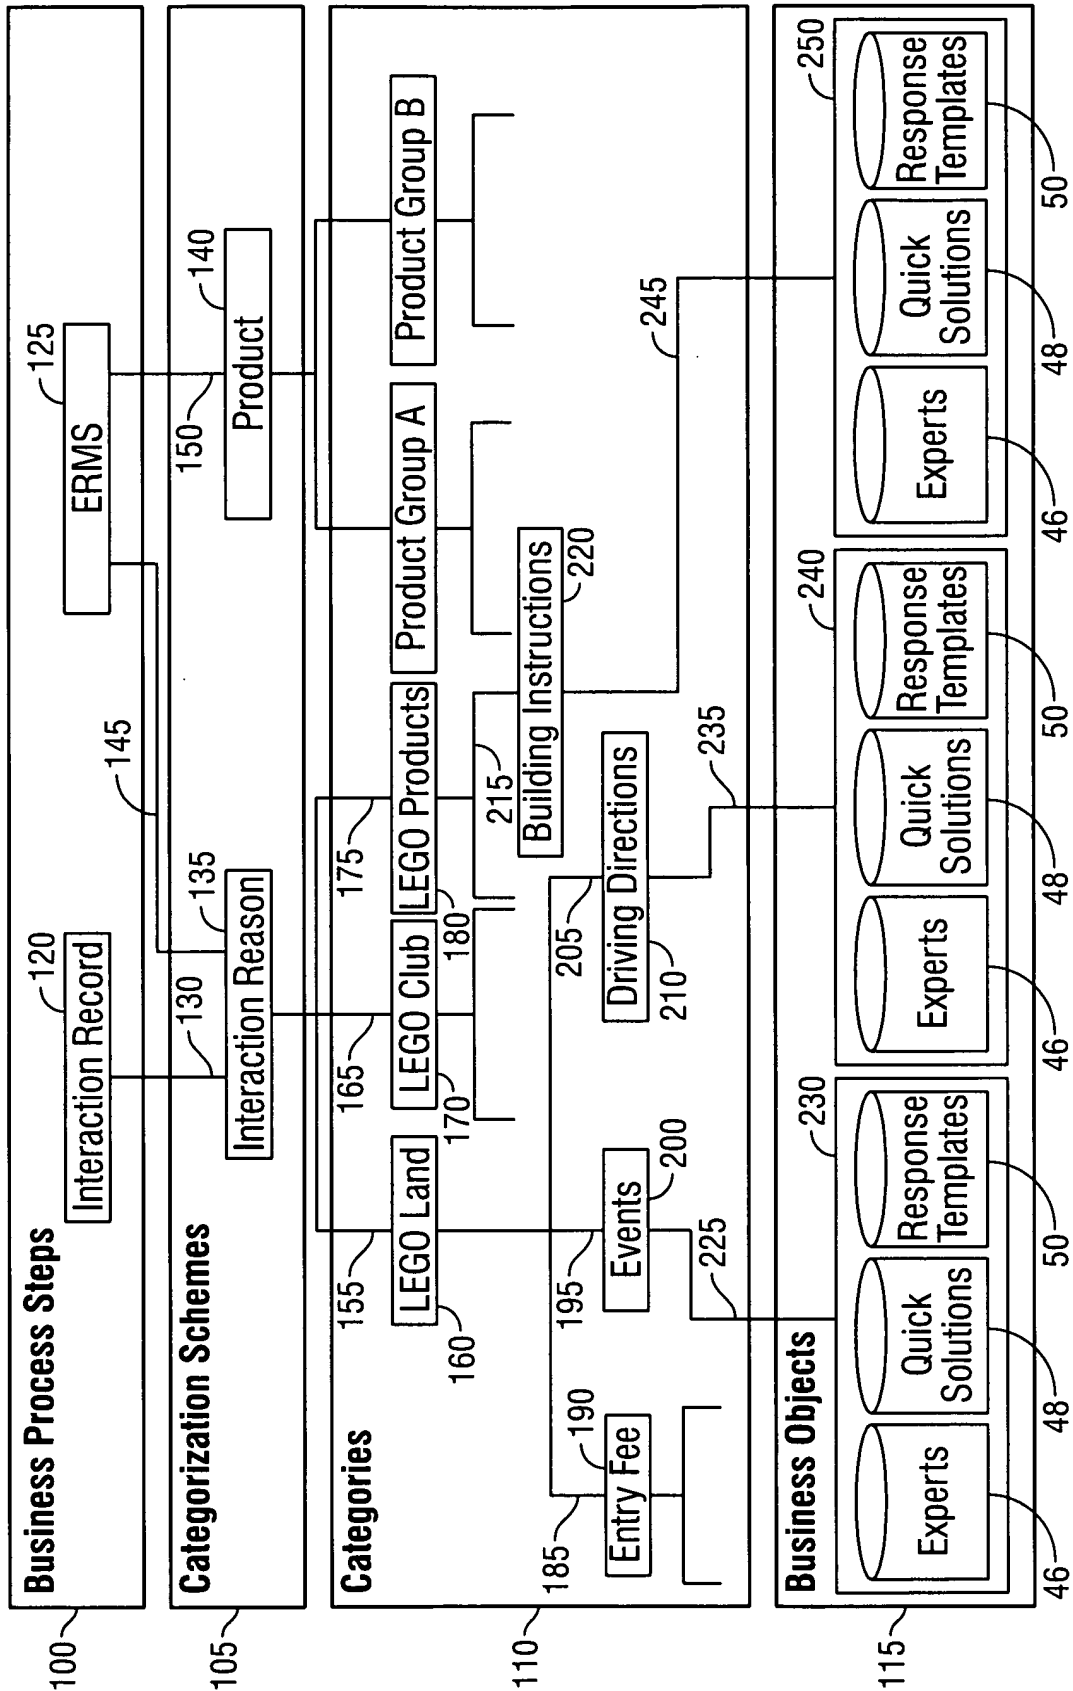 100
Business Process Steps
Interaction Record
120
ERMS
125
130
145
150
105
Categorization Schemes
Interaction Reason
135
Product
140
110
Categories
155
165
175
LEGO Land
160
LEGO Club
170
LEGO Products
180
Product Group A
Product Group B
215
Building Instructions
220
185
195
205
245
Entry Fee
190
Events
200
Driving Directions
210
225
235
115
Business Objects
230
240
250
Experts
Quick
Solutions
Response
Templates
Experts
Quick
Solutions
Response
Templates
Experts
Quick
Solutions
Response
Templates
46
48
50
46
48
50
46
48
50